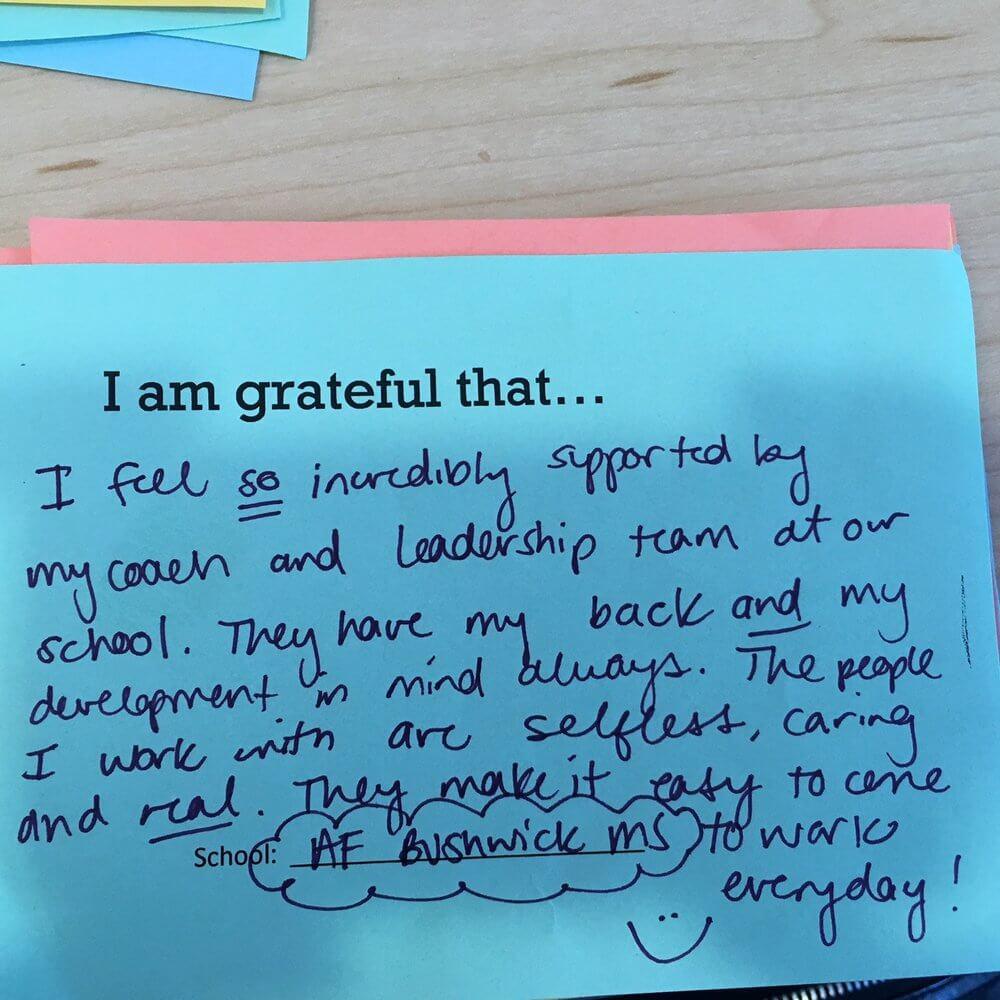 I am grateful that...
I feel so incredibly supported by
my coach and leadership team at our
school. They have my back and my
development in mind always. The people
I work with are selfless, caring
and real. They make it easy to come
School: AF Bushwick MS to work
everyday!